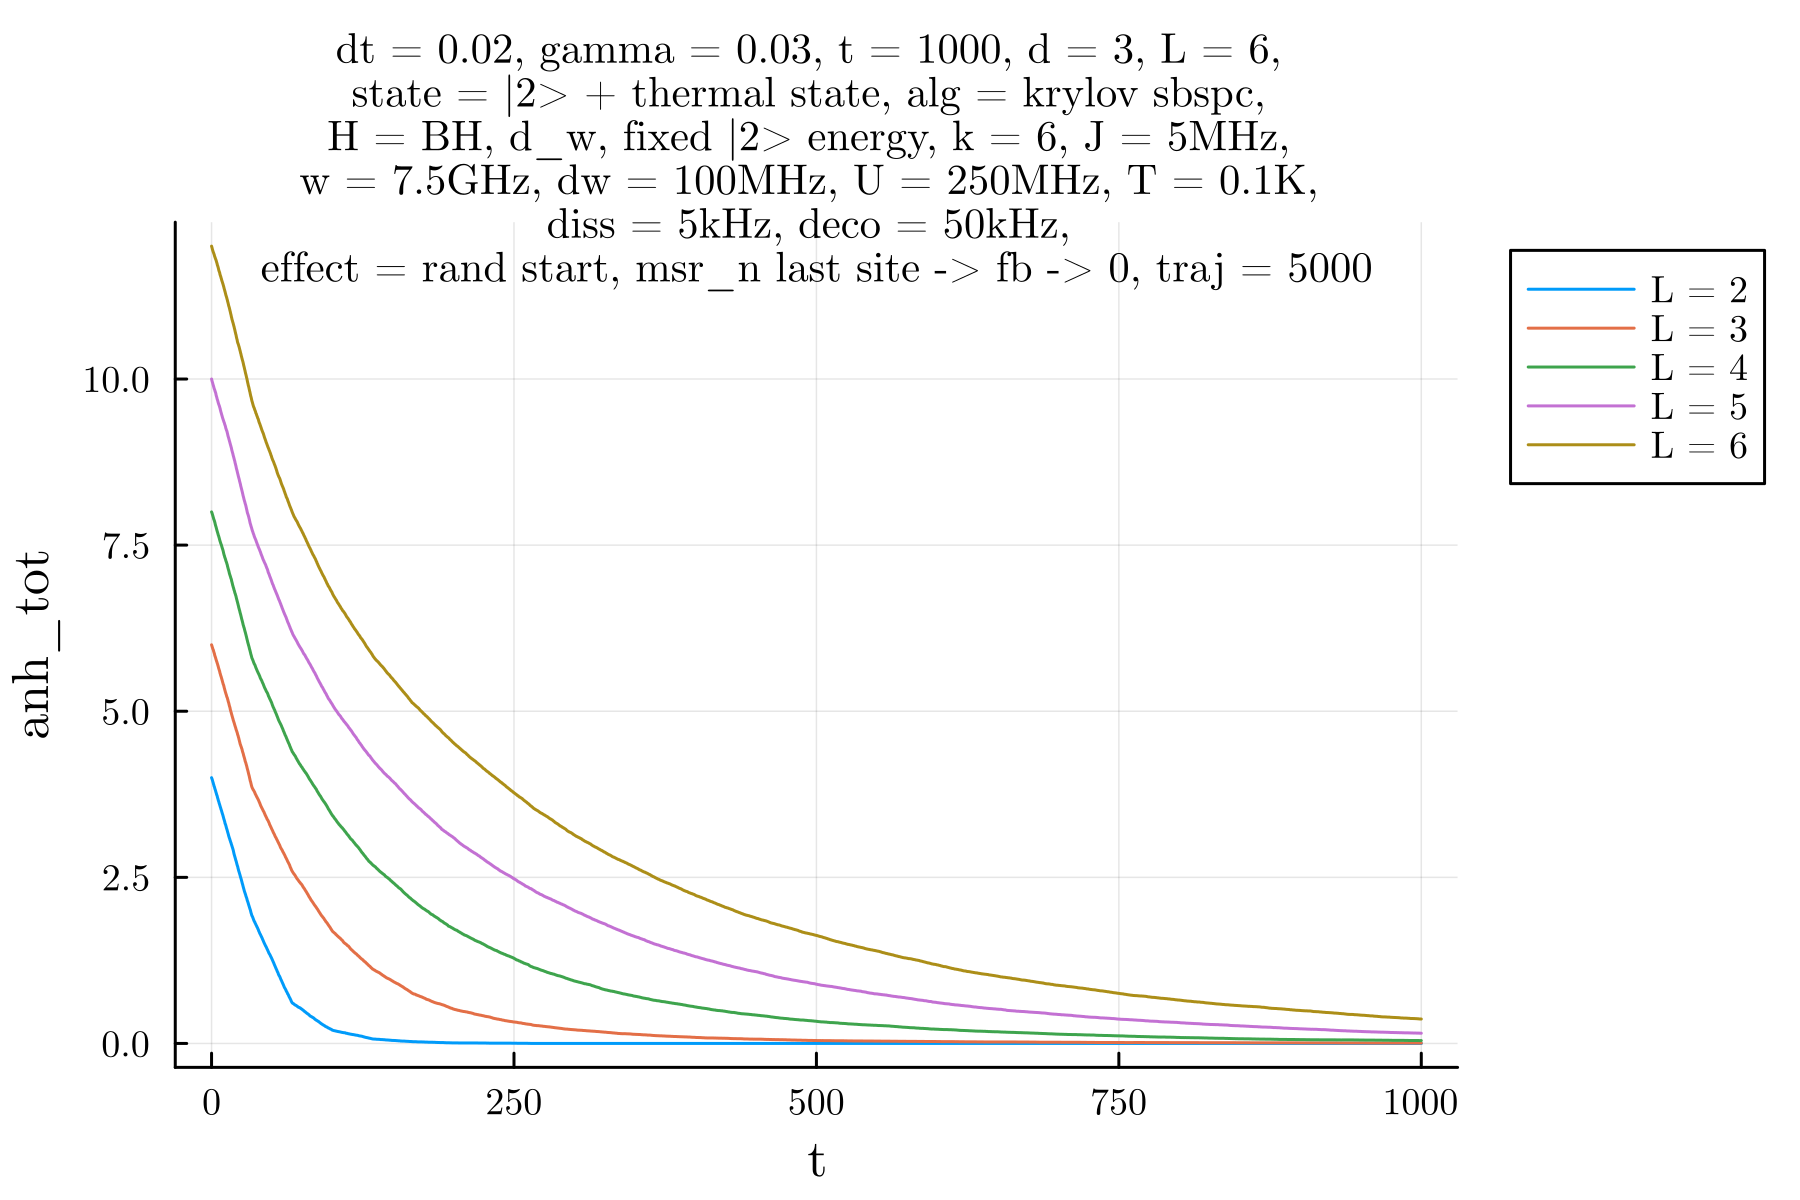 dt = 0.02, gamma = 0.03, t = 1000, d = 3, L = 6,
state = |2> + thermal state, alg = krylov sbspc,
H = BH, d_w, fixed |2> energy, k = 6, J = 5MHz,
w = 7.5GHz, dw = 100MHz, U = 250MHz, T = 0.1K,
diss = 5kHz, deco = 50kHz,
effect = rand start, msr_n last site -> fb -> 0, traj = 5000
L = 2
L = 3
L = 4
L = 5
L = 6
anh_tot
10.0
7.5
5.0
2.5
0.0
0 250 500 750 1000
t